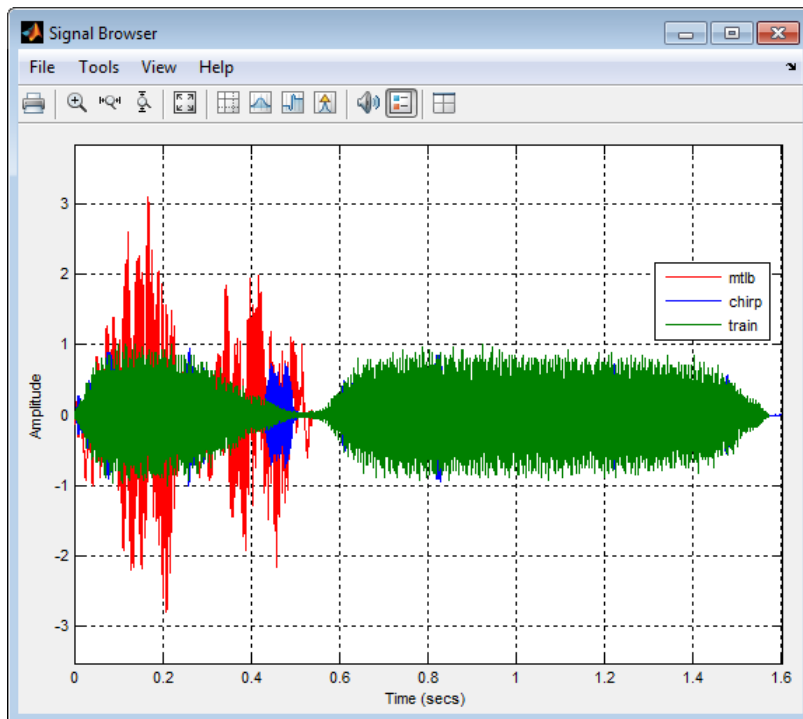 Signal Browser
File Tools View Help
3
2
1
0
-1
-2
-3
Amplitude
mtlb
chirp
train
0 0.2 0.4 0.6 0.8 1 1.2 1.4 1.6
Time (secs)